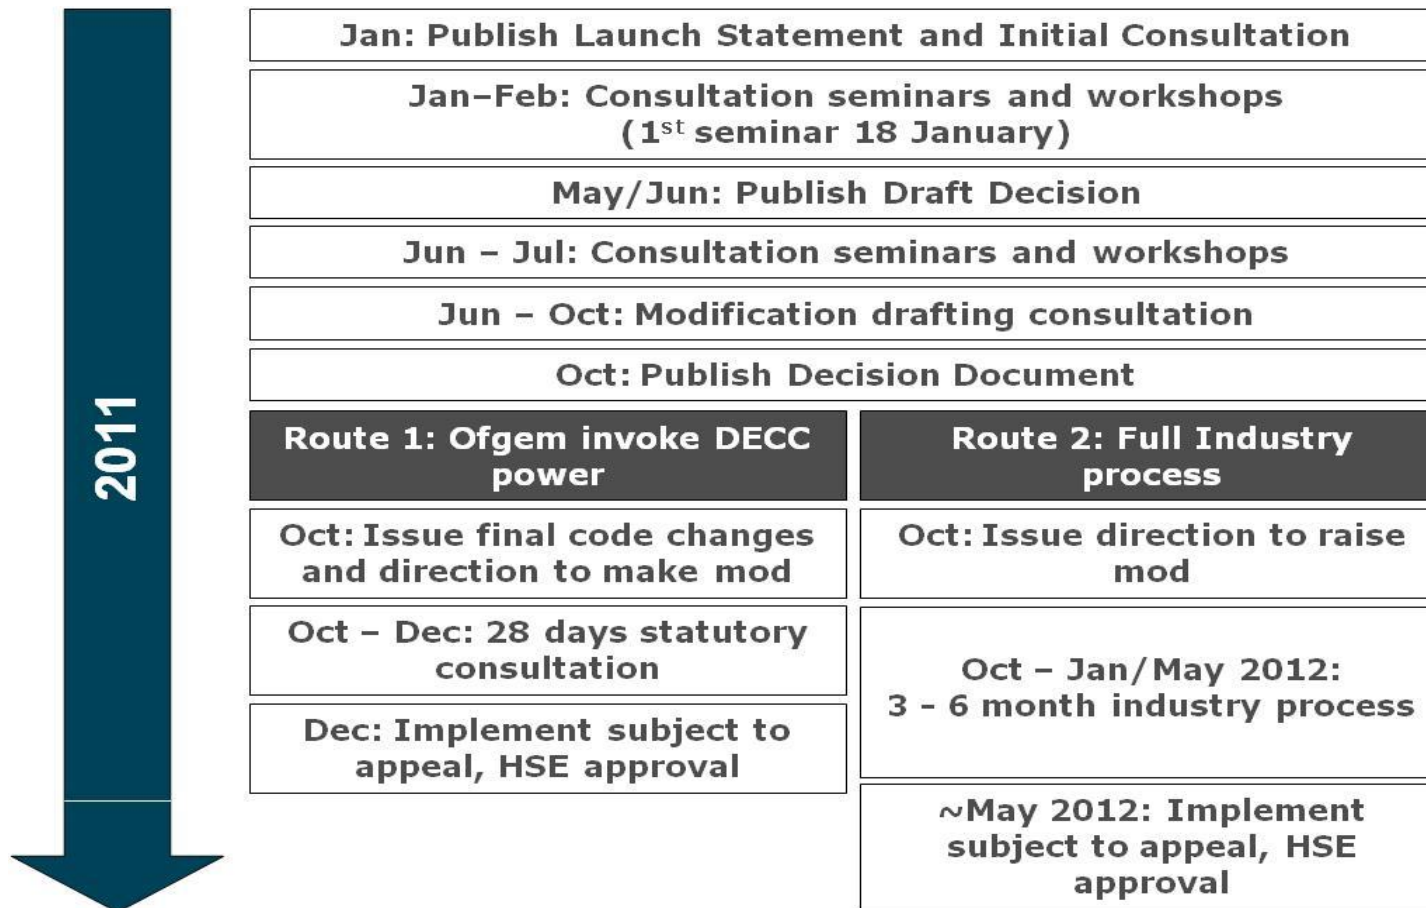 Jan: Publish Launch Statement and Initial Consultation
Jan–Feb: Consultation seminars and workshops
(1st seminar 18 January)
May/Jun: Publish Draft Decision
Jun – Jul: Consultation seminars and workshops
Jun – Oct: Modification drafting consultation
Oct: Publish Decision Document
2011
Route 1: Ofgem invoke DECC
power
Oct: Issue final code changes
and direction to make mod
Oct – Dec: 28 days statutory
consultation
Dec: Implement subject to
appeal, HSE approval
Route 2: Full Industry
process
Oct: Issue direction to raise
mod
Oct – Jan/May 2012:
3 - 6 month industry process
~May 2012: Implement
subject to appeal, HSE
approval